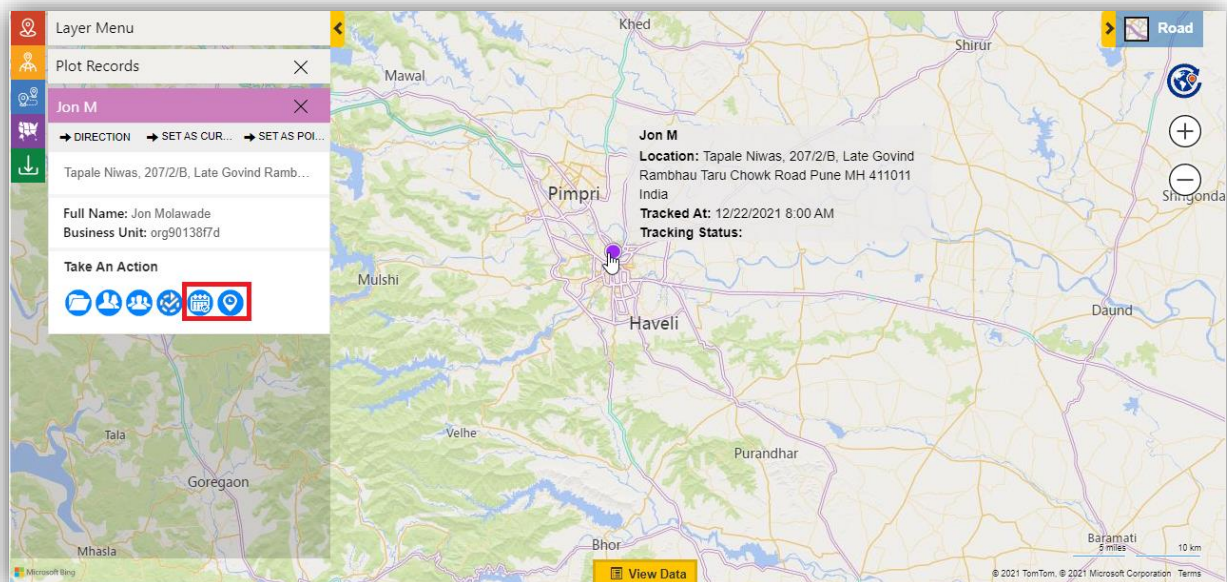 Layer Menu
Plot Records
Jon M
DIRECTION
SET AS CUR...
SET AS POI...
Tapale Niwas, 207/2/B, Late Govind Ramb...
Full Name: Jon Molawade
Business Unit: org90138f7d
Take An Action
Road
Khed
Shirur
Mawal
Jon M
Location: Tapale Niwas, 207/2/B, Late Govind
Rambhau Taru Chowk Road Pune MH 411011
India
Tracked At: 12/22/2021 8:00 AM
Tracking Status:
Pimpri
Shrigonda
Mulshi
Haveli
Daund
Tala
Velhe
Purandhar
Goregaon
Mhasla
Bhor
Baramati
5 miles
10 km
View Data
Microsoft Bing
© 2021 TomTom, © 2021 Microsoft Corporation Terms